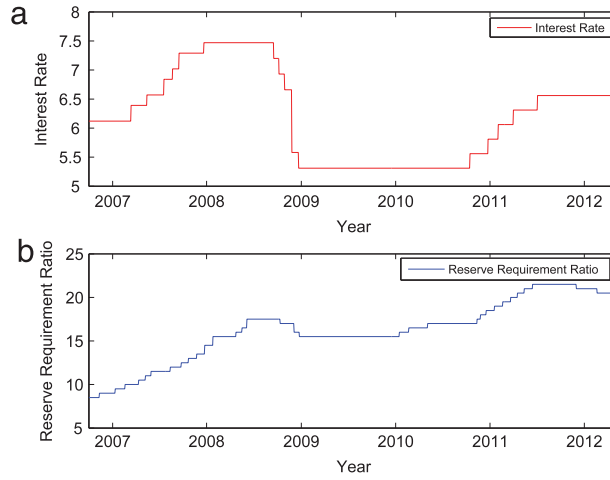 a
8
7.5
7
6.5
6
5.5
5
Interest Rate
Interest Rate
2007 2008 2009 2010 2011 2012
Year
b
25
20
15
10
5
Reserve Requirement Ratio
Reserve Requirement Ratio
2007 2008 2009 2010 2011 2012
Year